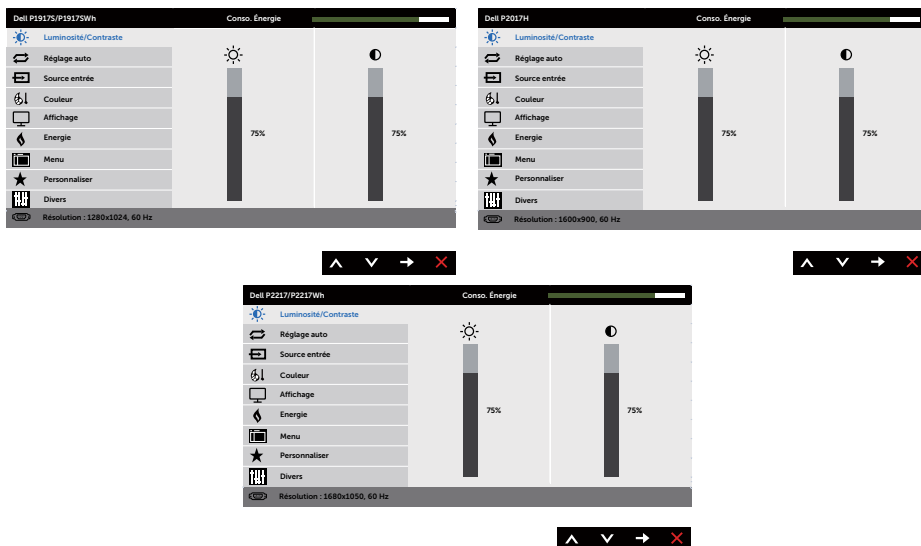 Dell P1917S/P1917SWh Conso. Énergie
Luminosité/Contraste
Réglage auto
Source entrée
Couleur
Affichage
Energie
Menu
Personnaliser
Divers
75% 75%
Résolution : 1280x1024, 60 Hz
Dell P2017H Conso. Énergie
Luminosité/Contraste
Réglage auto
Source entrée
Couleur
Affichage
Energie
Menu
Personnaliser
Divers
75% 75%
Résolution : 1600x900, 60 Hz
Dell P2217/P2217Wh Conso. Énergie
Luminosité/Contraste
Réglage auto
Source entrée
Couleur
Affichage
Energie
Menu
Personnaliser
Divers
75% 75%
Résolution : 1680x1050, 60 Hz